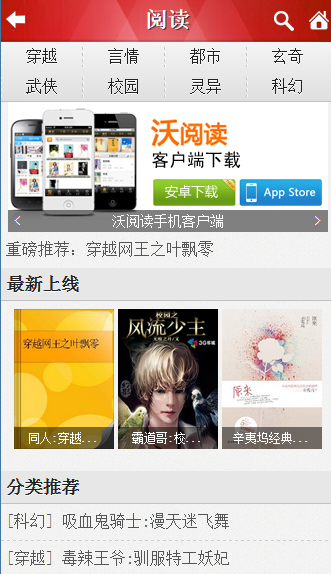 阅读
穿越 言情 都市 玄奇
武侠 校园 灵异 科幻
沃阅读
客户端下载
安卓下载 App Store
沃阅读手机客户端
重磅推荐：穿越网王之叶飘零
最新上线
穿越网王之叶飘零
校园之
风流少主
3G书城
原来
同人:穿越... 霸道哥:校... 辛夷坞经典...
分类推荐
[科幻] 吸血鬼骑士:漫天迷飞舞
[穿越] 毒辣王爷:驯服特工妖妃